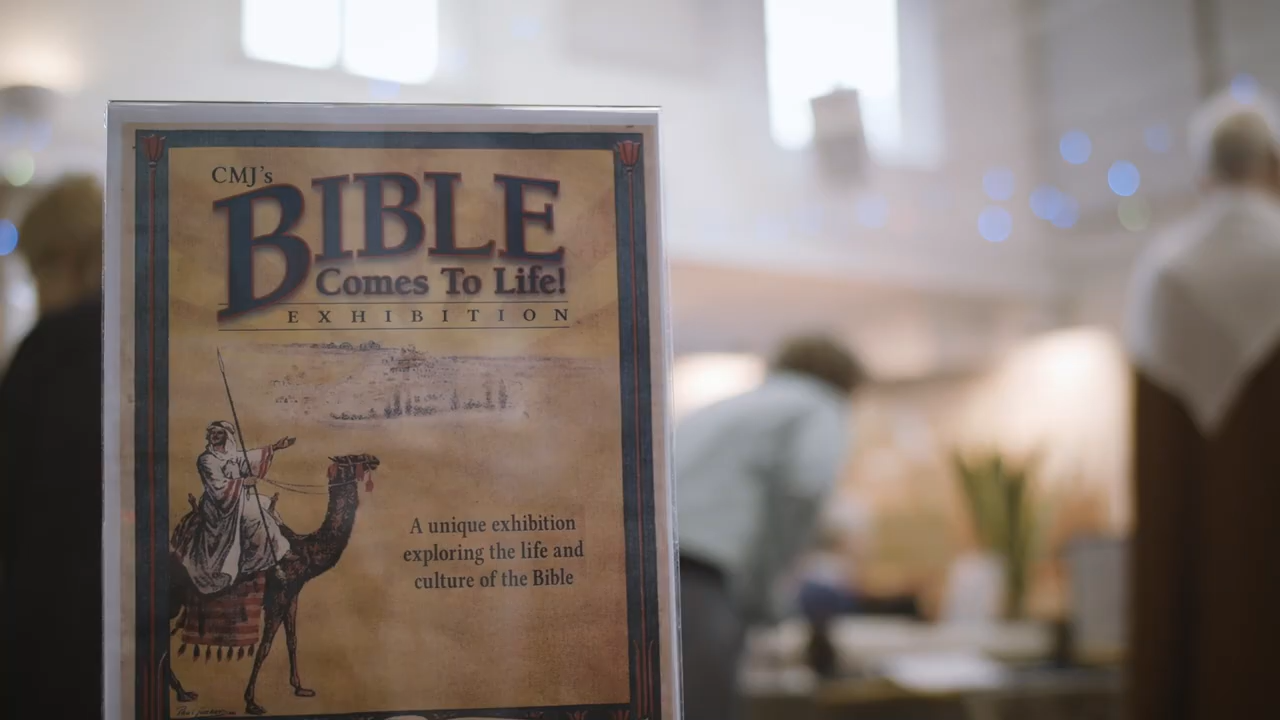 CMJ's
BIBLE
Comes To Life!
EXHIBITION
A unique exhibition
exploring the life and
culture of the Bible